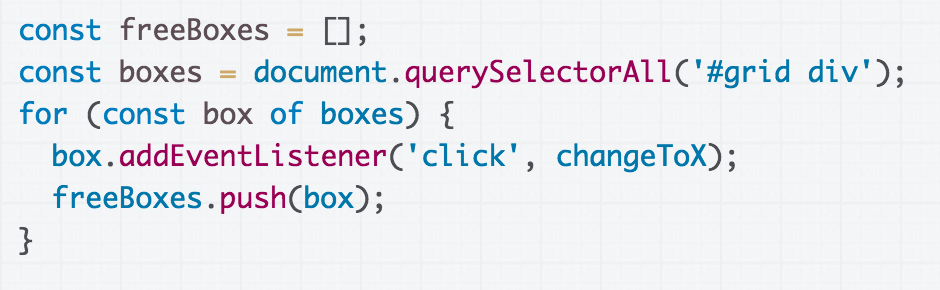 const freeBoxes = [];
const boxes = document.querySelectorAll('#grid div');
for (const box of boxes) {
  box.addEventListener('click', changeToX);
  freeBoxes.push(box);
}